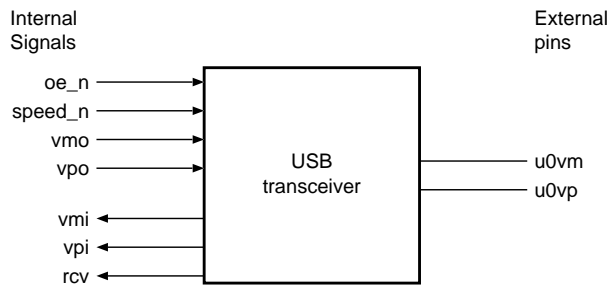 Internal
Signals
External
pins
oe_n
speed_n
vmo
vpo
vmi
vpi
rcv
USB
transceiver
u0vm
u0vp